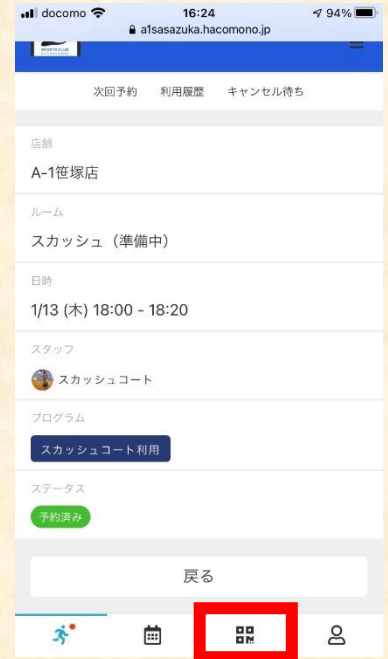 docomo 16:24 94%
a1sasazuka.hacomono.jp
SPORTS CLUB
次回予約 利用履歴 キャンセル待ち
店舗
A-1笹塚店
ルーム
スカッシュ（準備中）
日時
1/13 (木) 18:00 - 18:20
スタッフ
スカッシュコート
プログラム
スカッシュコート利用
ステータス
予約済み
戻る